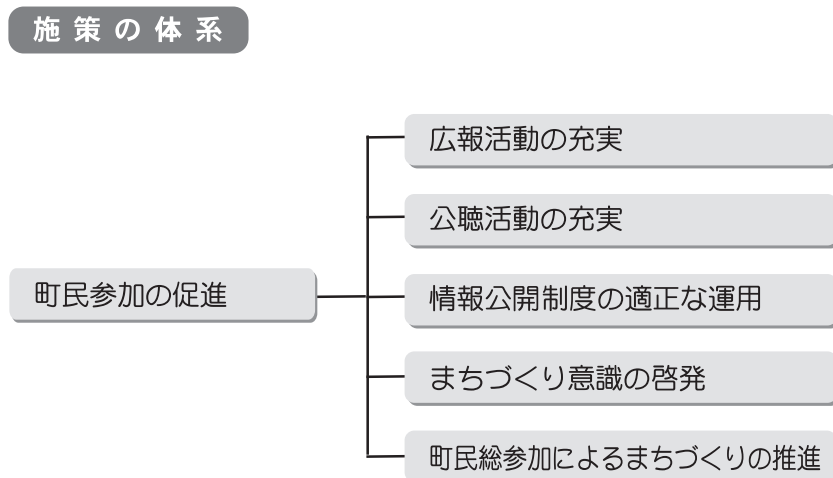 施策の体系
広報活動の充実
公聴活動の充実
町民参加の促進
情報公開制度の適正な運用
まちづくり意識の啓発
町民総参加によるまちづくりの推進